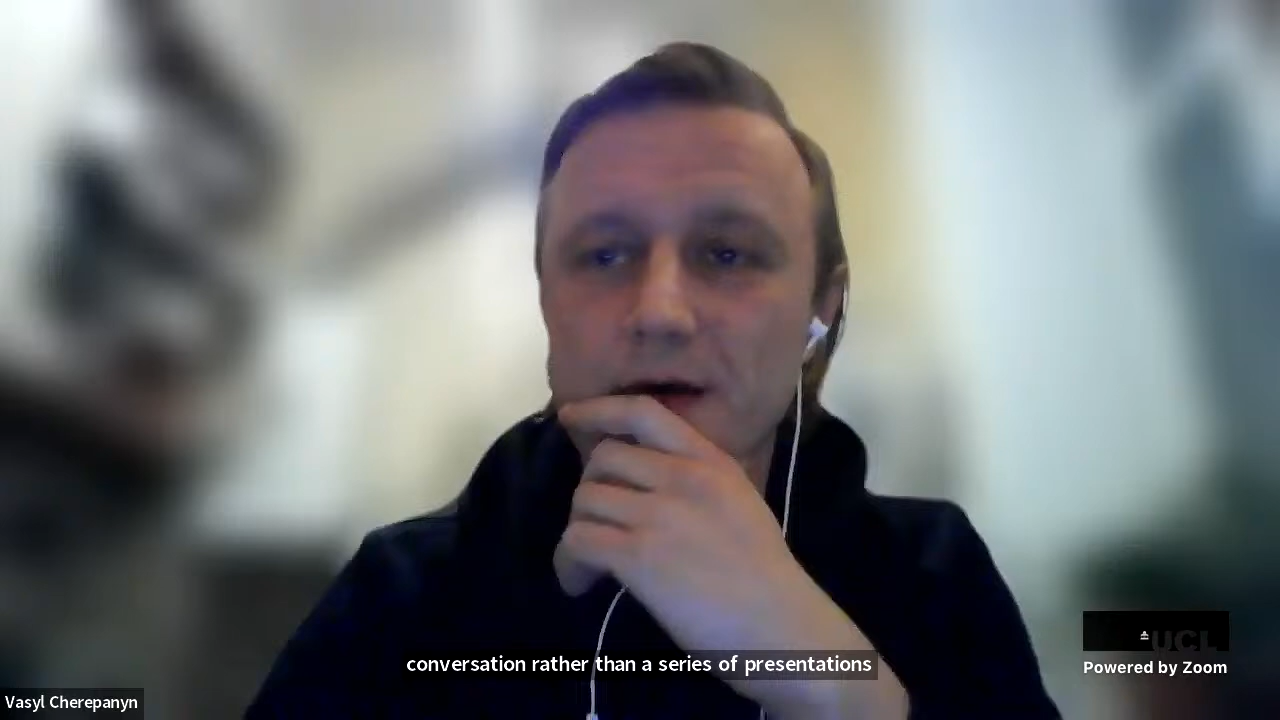 conversation rather than a series of presentations
UCL
Powered by Zoom
Vasyl Cherepanyn